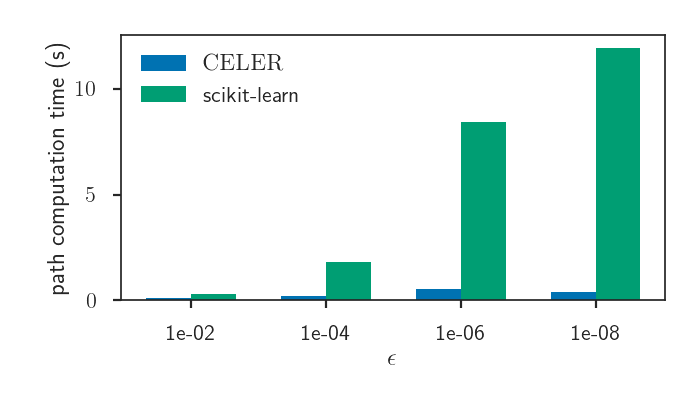 CELER
scikit-learn
path computation time (s)
10
5
0
1e-02
1e-04
1e-06
1e-08
ϵ